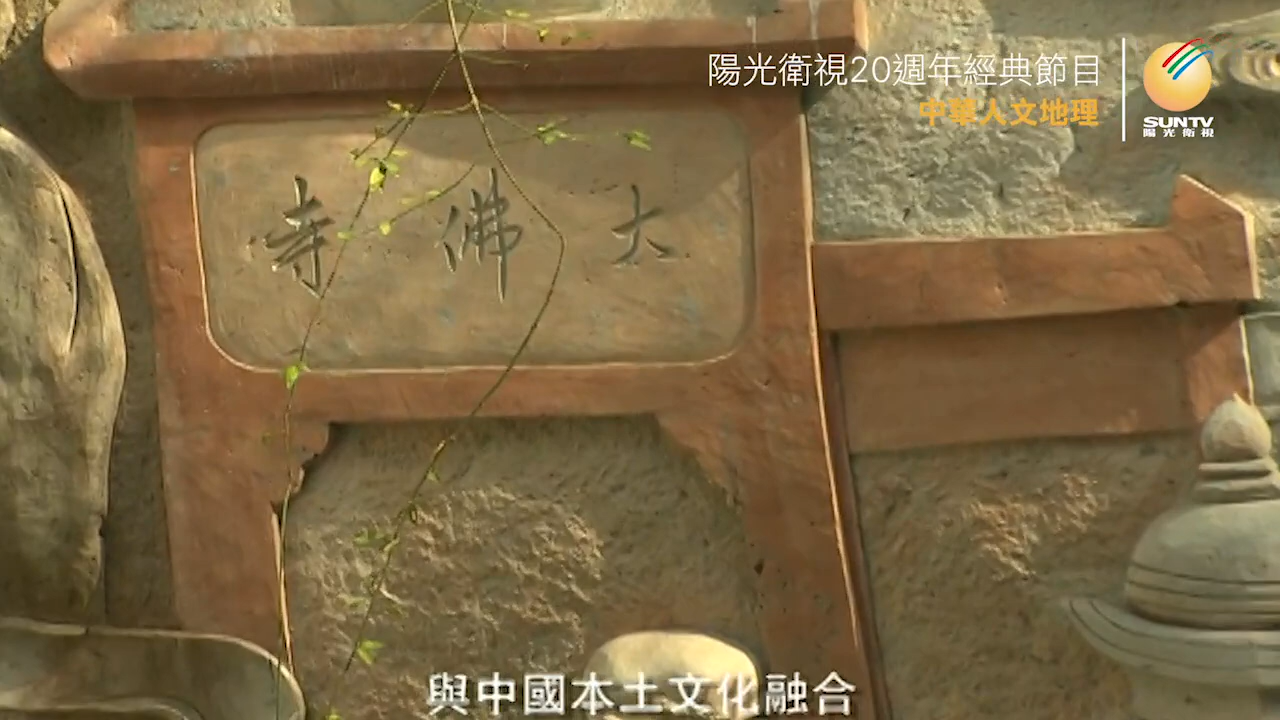 陽光衛視20週年經典節目
中華人文地理
SUNTV
陽光衛視
大佛寺
與中國本土文化融合